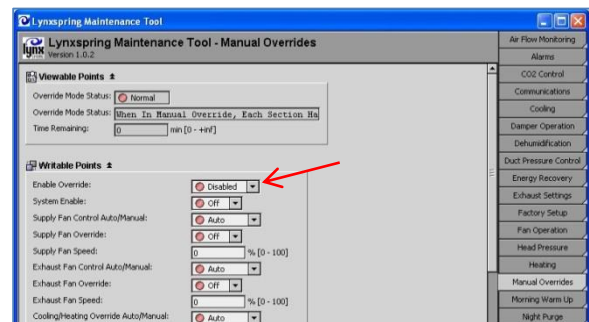 Lynxspring Maintenance Tool
lynx Lynxspring Maintenance Tool - Manual Overrides
Version 1.0.2
Viewable Points
Override Mode Status: Normal
Override Mode Status: When In Manual Override, Each Section Ha
Time Remaining: 0 min [0 - +inf]
Writable Points
Enable Override: Disabled
System Enable: Off
Supply Fan Control Auto/Manual: Auto
Supply Fan Override: Off
Supply Fan Speed: 0 % [0 - 100]
Exhaust Fan Control Auto/Manual: Auto
Exhaust Fan Override: Off
Exhaust Fan Speed: 0 % [0 - 100]
Cooling/Heating Override Auto/Manual: Auto
Air Flow Monitoring
Alarms
CO2 Control
Communications
Cooling
Damper Operation
Dehumidification
Duct Pressure Control
Energy Recovery
Exhaust Settings
Factory Setup
Fan Operation
Head Pressure
Heating
Manual Overrides
Morning Warm Up
Night Purge